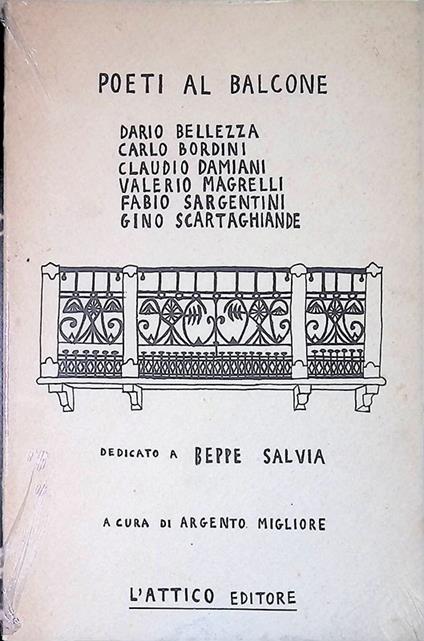 POETI AL BALCONE
DARIO BELLEZZA
CARLO BORDINI
CLAUDIO DAMIANI
VALERIO MAGRELLI
FABIO SARGENTINI
GINO SCARTAGHIANDE
DEDICATO A BEPPE SALVIA
A CURA DI ARGENTO MIGLIORE
L'ATTICO EDITORE